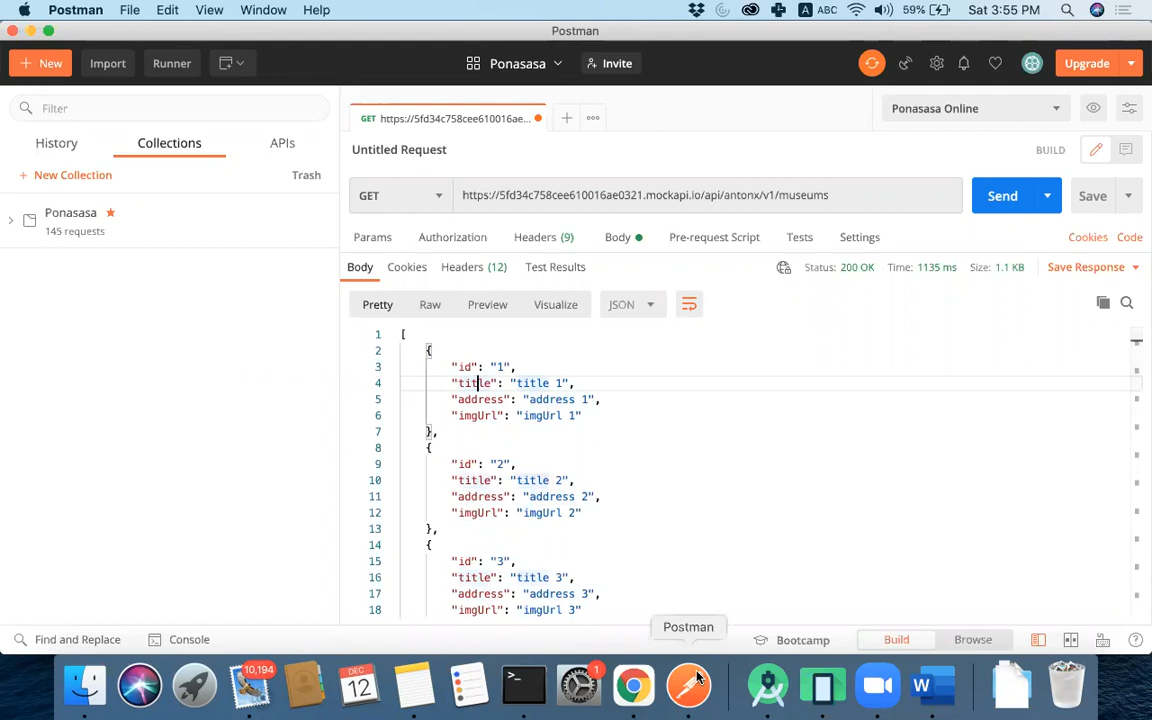 Postman File Edit View Window Help A ABC 59% Sat 3:55 PM
Postman
+ New Import Runner Ponasasa Invite Upgrade
Filter
GET https://5fd34c758cee610016ae...
Ponasasa Online
History Collections APIs
Untitled Request BUILD
+ New Collection Trash
Ponasasa
145 requests
GET https://5fd34c758cee610016ae0321.mockapi.io/api/antonx/v1/museums Send Save
Params Authorization Headers (9) Body Pre-request Script Tests Settings Cookies Code
Body Cookies Headers (12) Test Results Status: 200 OK Time: 1135 ms Size: 1.1 KB Save Response
Pretty Raw Preview Visualize JSON
1 [
2 {
3 "id": "1",
4 "title": "title 1",
5 "address": "address 1",
6 "imgUrl": "imgUrl 1"
7 },
8 {
9 "id": "2",
10 "title": "title 2",
11 "address": "address 2",
12 "imgUrl": "imgUrl 2"
13 },
14 {
15 "id": "3",
16 "title": "title 3",
17 "address": "address 3",
18 "imgUrl": "imgUrl 3"
Postman
Find and Replace Console Bootcamp Build Browse
10,194
DEC
12
>_
1
W